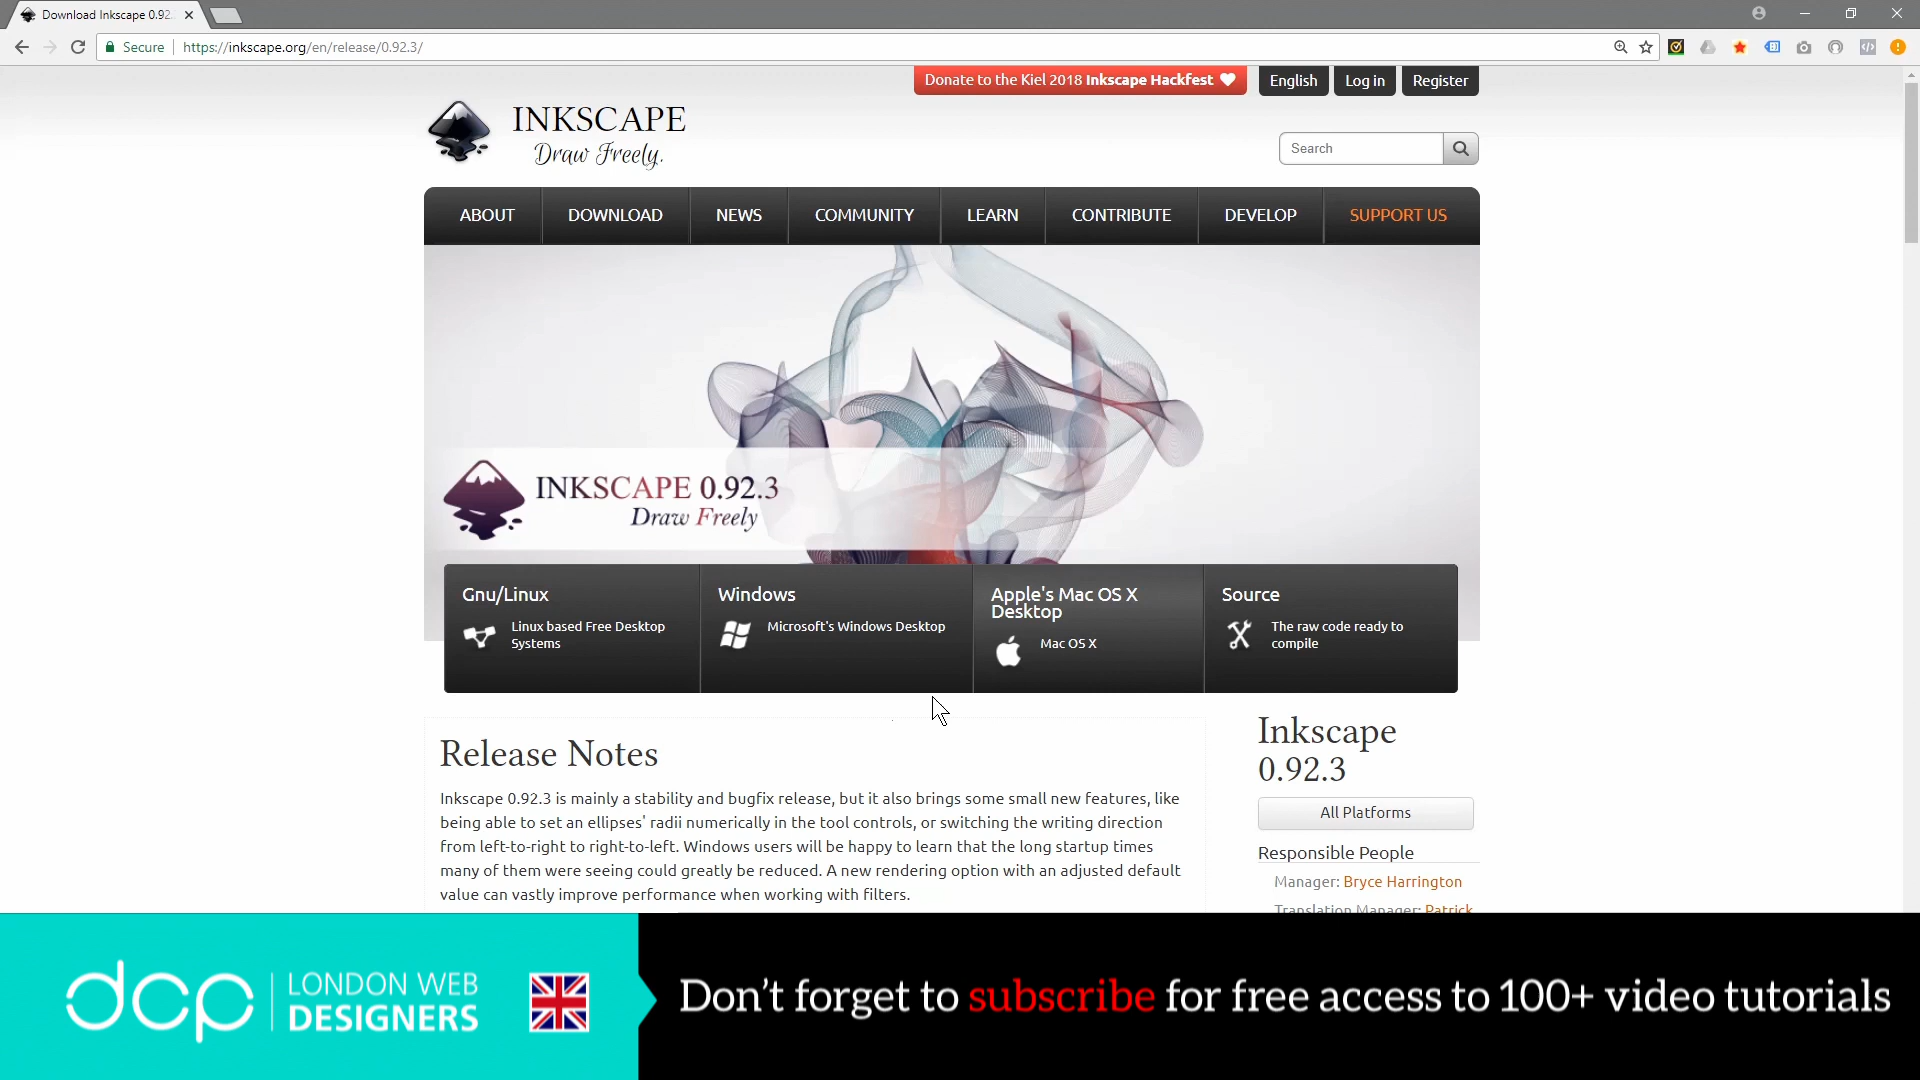 Download Inkscape 0.92.
Secure
https://inkscape.org/en/release/0.92.3/
Donate to the Kiel 2018 Inkscape Hackfest
English
Log in
Register
INKSCAPE
Draw Freely.
Search
ABOUT
DOWNLOAD
NEWS
COMMUNITY
LEARN
CONTRIBUTE
DEVELOP
SUPPORT US
INKSCAPE 0.92.3
Draw Freely
Gnu/Linux
Linux based Free Desktop
Systems
Windows
Microsoft's Windows Desktop
Apple's Mac OS X
Desktop
Mac OS X
Source
The raw code ready to
compile
Release Notes
Inkscape 0.92.3 is mainly a stability and bugfix release, but it also brings some small new features, like
being able to set an ellipses' radii numerically in the tool controls, or switching the writing direction
from left-to-right to right-to-left. Windows users will be happy to learn that the long startup times
many of them were seeing could greatly be reduced. A new rendering option with an adjusted default
value can vastly improve performance when working with filters.
Inkscape
0.92.3
All Platforms
Responsible People
Manager: Bryce Harrington
Translation Manager: Patrick
dcp
LONDON WEB
DESIGNERS
Don't forget to subscribe for free access to 100+ video tutorials